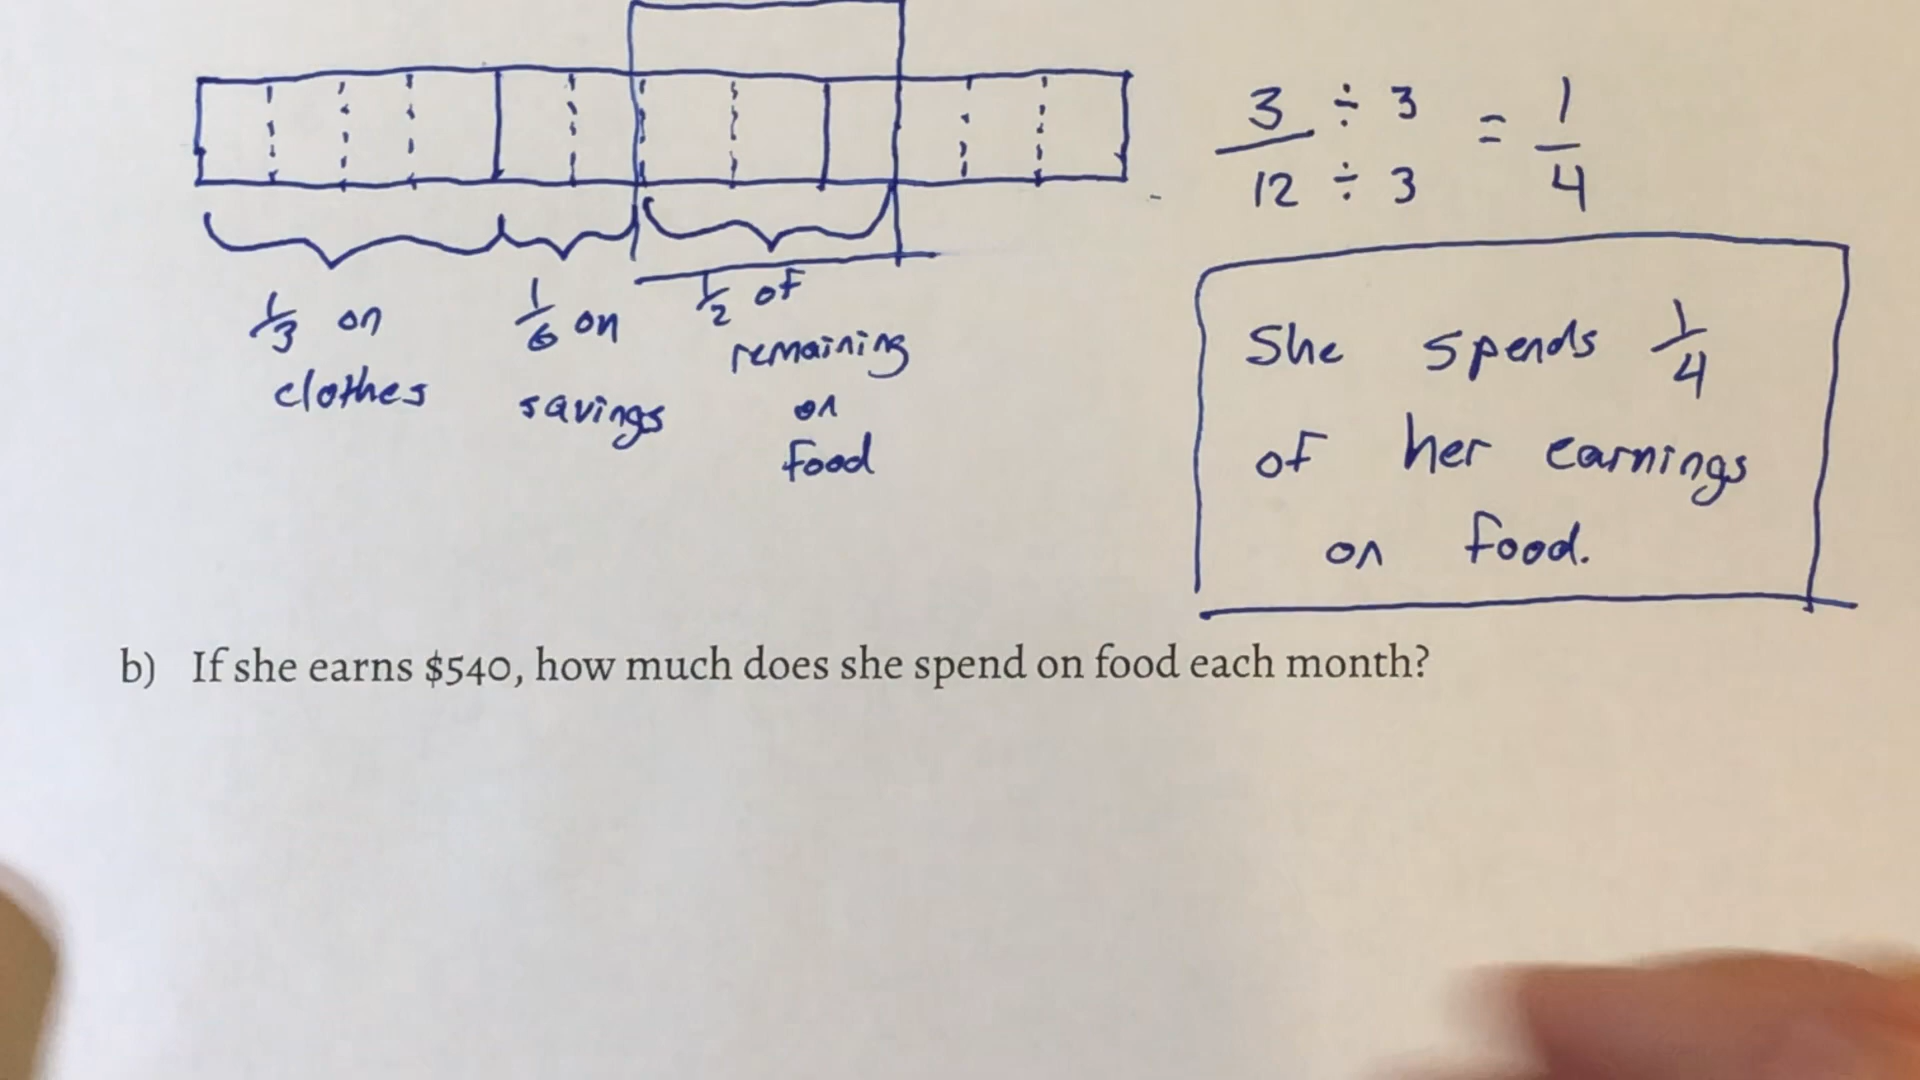 3 ÷ 3 = 1
12 ÷ 3 4
1/3 on
clothes
1/6 on
savings
1/2 of
remaining
on
food
She spends 1/4
of her earnings
on food.
b) If she earns $540, how much does she spend on food each month?